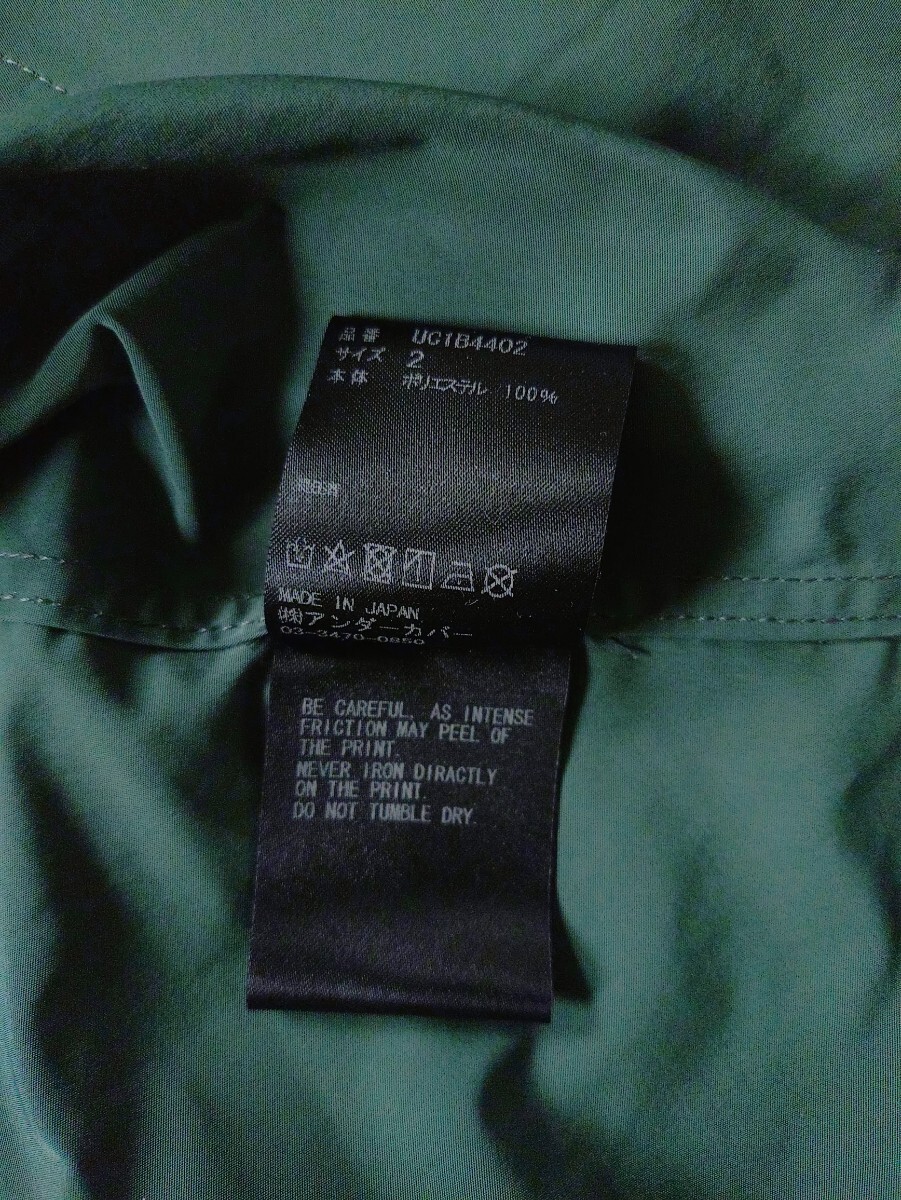 品番 UC1B4402
サイズ 2
本体 ポリエステル 100%
MADE IN JAPAN
(株)アンダーカバー
03-3470-0850
BE CAREFUL, AS INTENSE
FRICTION MAY PEEL OF
THE PRINT.
NEVER IRON DIRACTLY
ON THE PRINT.
DO NOT TUMBLE DRY.